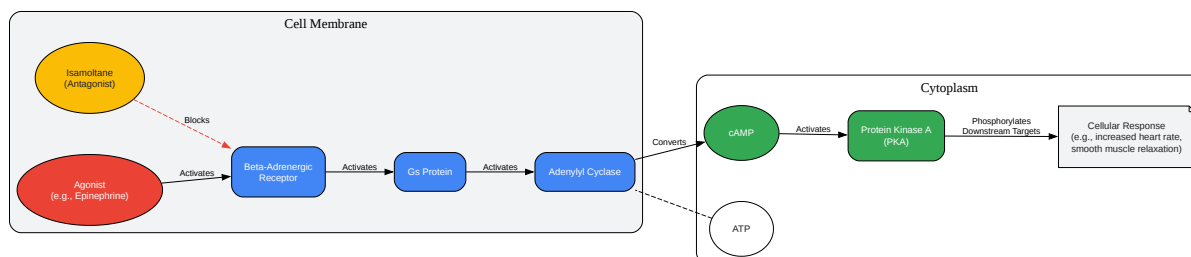 Cell Membrane
Isamoltane
(Antagonist)
Blocks
Agonist
(e.g., Epinephrine)
Activates
Beta-Adrenergic
Receptor
Activates
Gs Protein
Activates
Adenylyl Cyclase
Converts
Cytoplasm
cAMP
Activates
Protein Kinase A
(PKA)
Phosphorylates
Downstream Targets
Cellular Response
(e.g., increased heart rate,
smooth muscle relaxation)
ATP